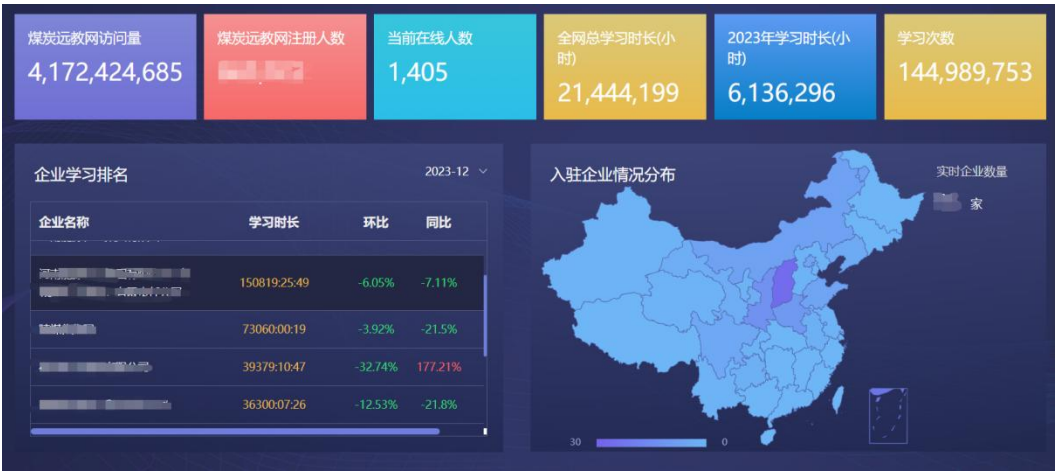 煤炭远教网访问量
4,172,424,685
煤炭远教网注册人数
当前在线人数
1,405
全网总学习时长(小
时)
21,444,199
2023年学习时长(小
时)
6,136,296
学习次数
144,989,753
企业学习排名
2023-12
企业名称 学习时长 环比 同比
150819:25:49 -6.05% -7.11%
73060:00:19 -3.92% -21.5%
39379:10:47 -32.74% 177.21%
36300:07:26 -12.53% -21.8%
入驻企业情况分布
实时企业数量
家
30 0